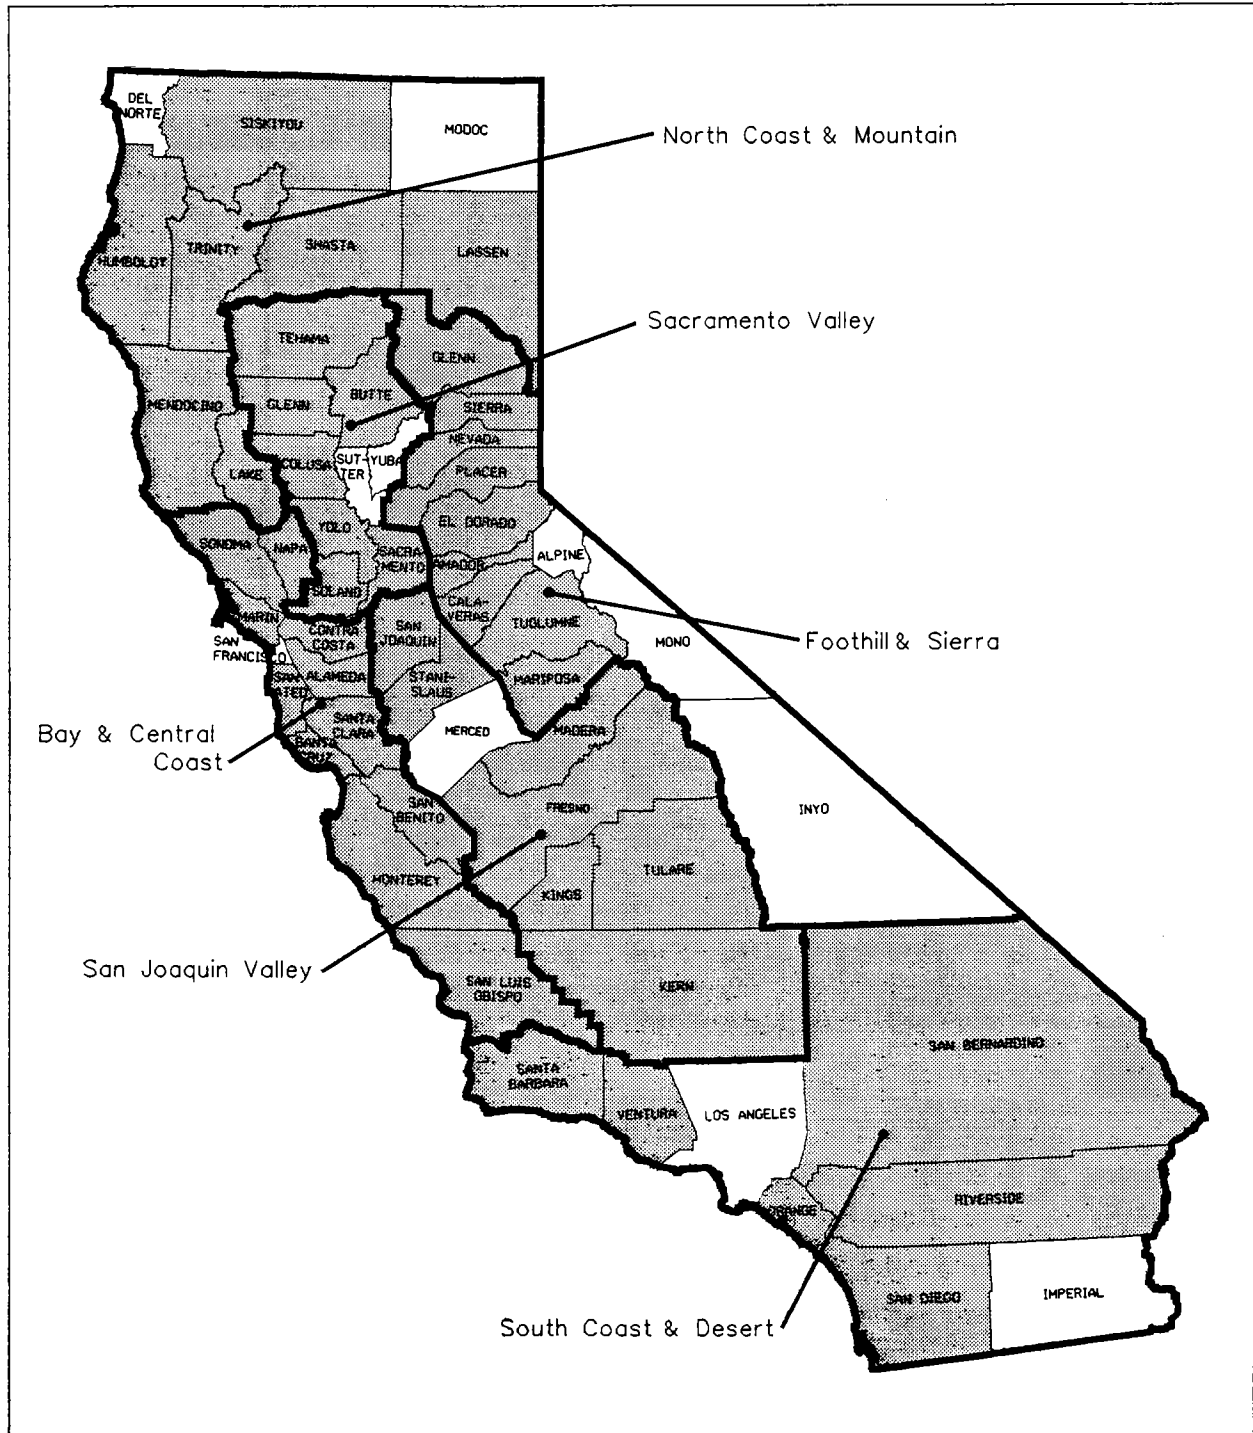 DEL
NORTE
SISKIYOU
MODOC
North Coast & Mountain
HUMBOLDT
TRINITY
SHASTA
LASSEN
Sacramento Valley
TEHAMA
GLENN
MENDOCINO
GLENN
BUTTE
SIERRA
NEVADA
LAKE
COLUSA
SUT-
TER
YUBA
PLACER
SONOMA
NAPA
YOLO
EL DORADO
SACRA-
MENTO
ALPINE
AMADOR
SOLANO
CALA-
VERAS
TUOLUMNE
MARIN
CONTRA
COSTA
SAN
JOAQUIN
MONO
Foothill & Sierra
SAN
FRANCISCO
SAN
MATEO
ALAMEDA
STANI-
SLAUS
MARIPOSA
Bay & Central
Coast
SANTA
CLARA
SANTA
CRUZ
MERCED
MADERA
SAN
BENITO
FRESNO
INYO
MONTEREY
KINGS
TULARE
San Joaquin Valley
SAN LUIS
OBISPO
KERN
SAN BERNARDINO
SANTA
BARBARA
VENTURA
LOS ANGELES
ORANGE
RIVERSIDE
SAN DIEGO
IMPERIAL
South Coast & Desert